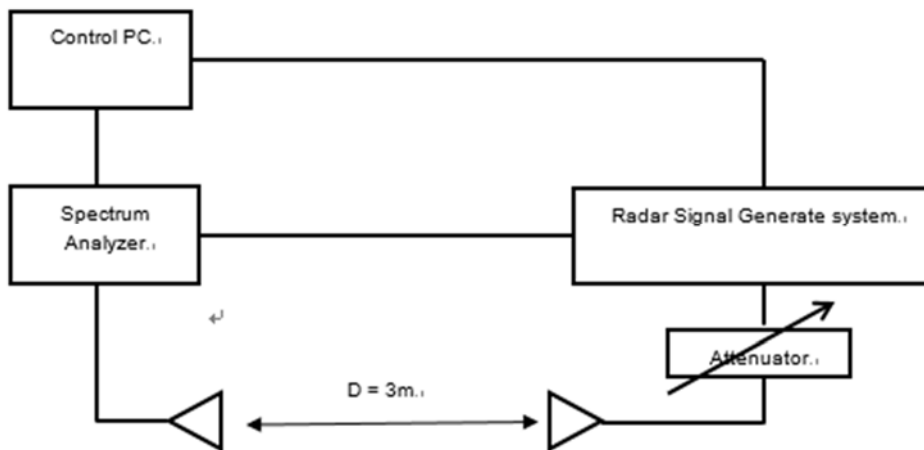 Control PC.
Spectrum
Analyzer.
Radar Signal Generate system.
Attenuator.
D = 3m.